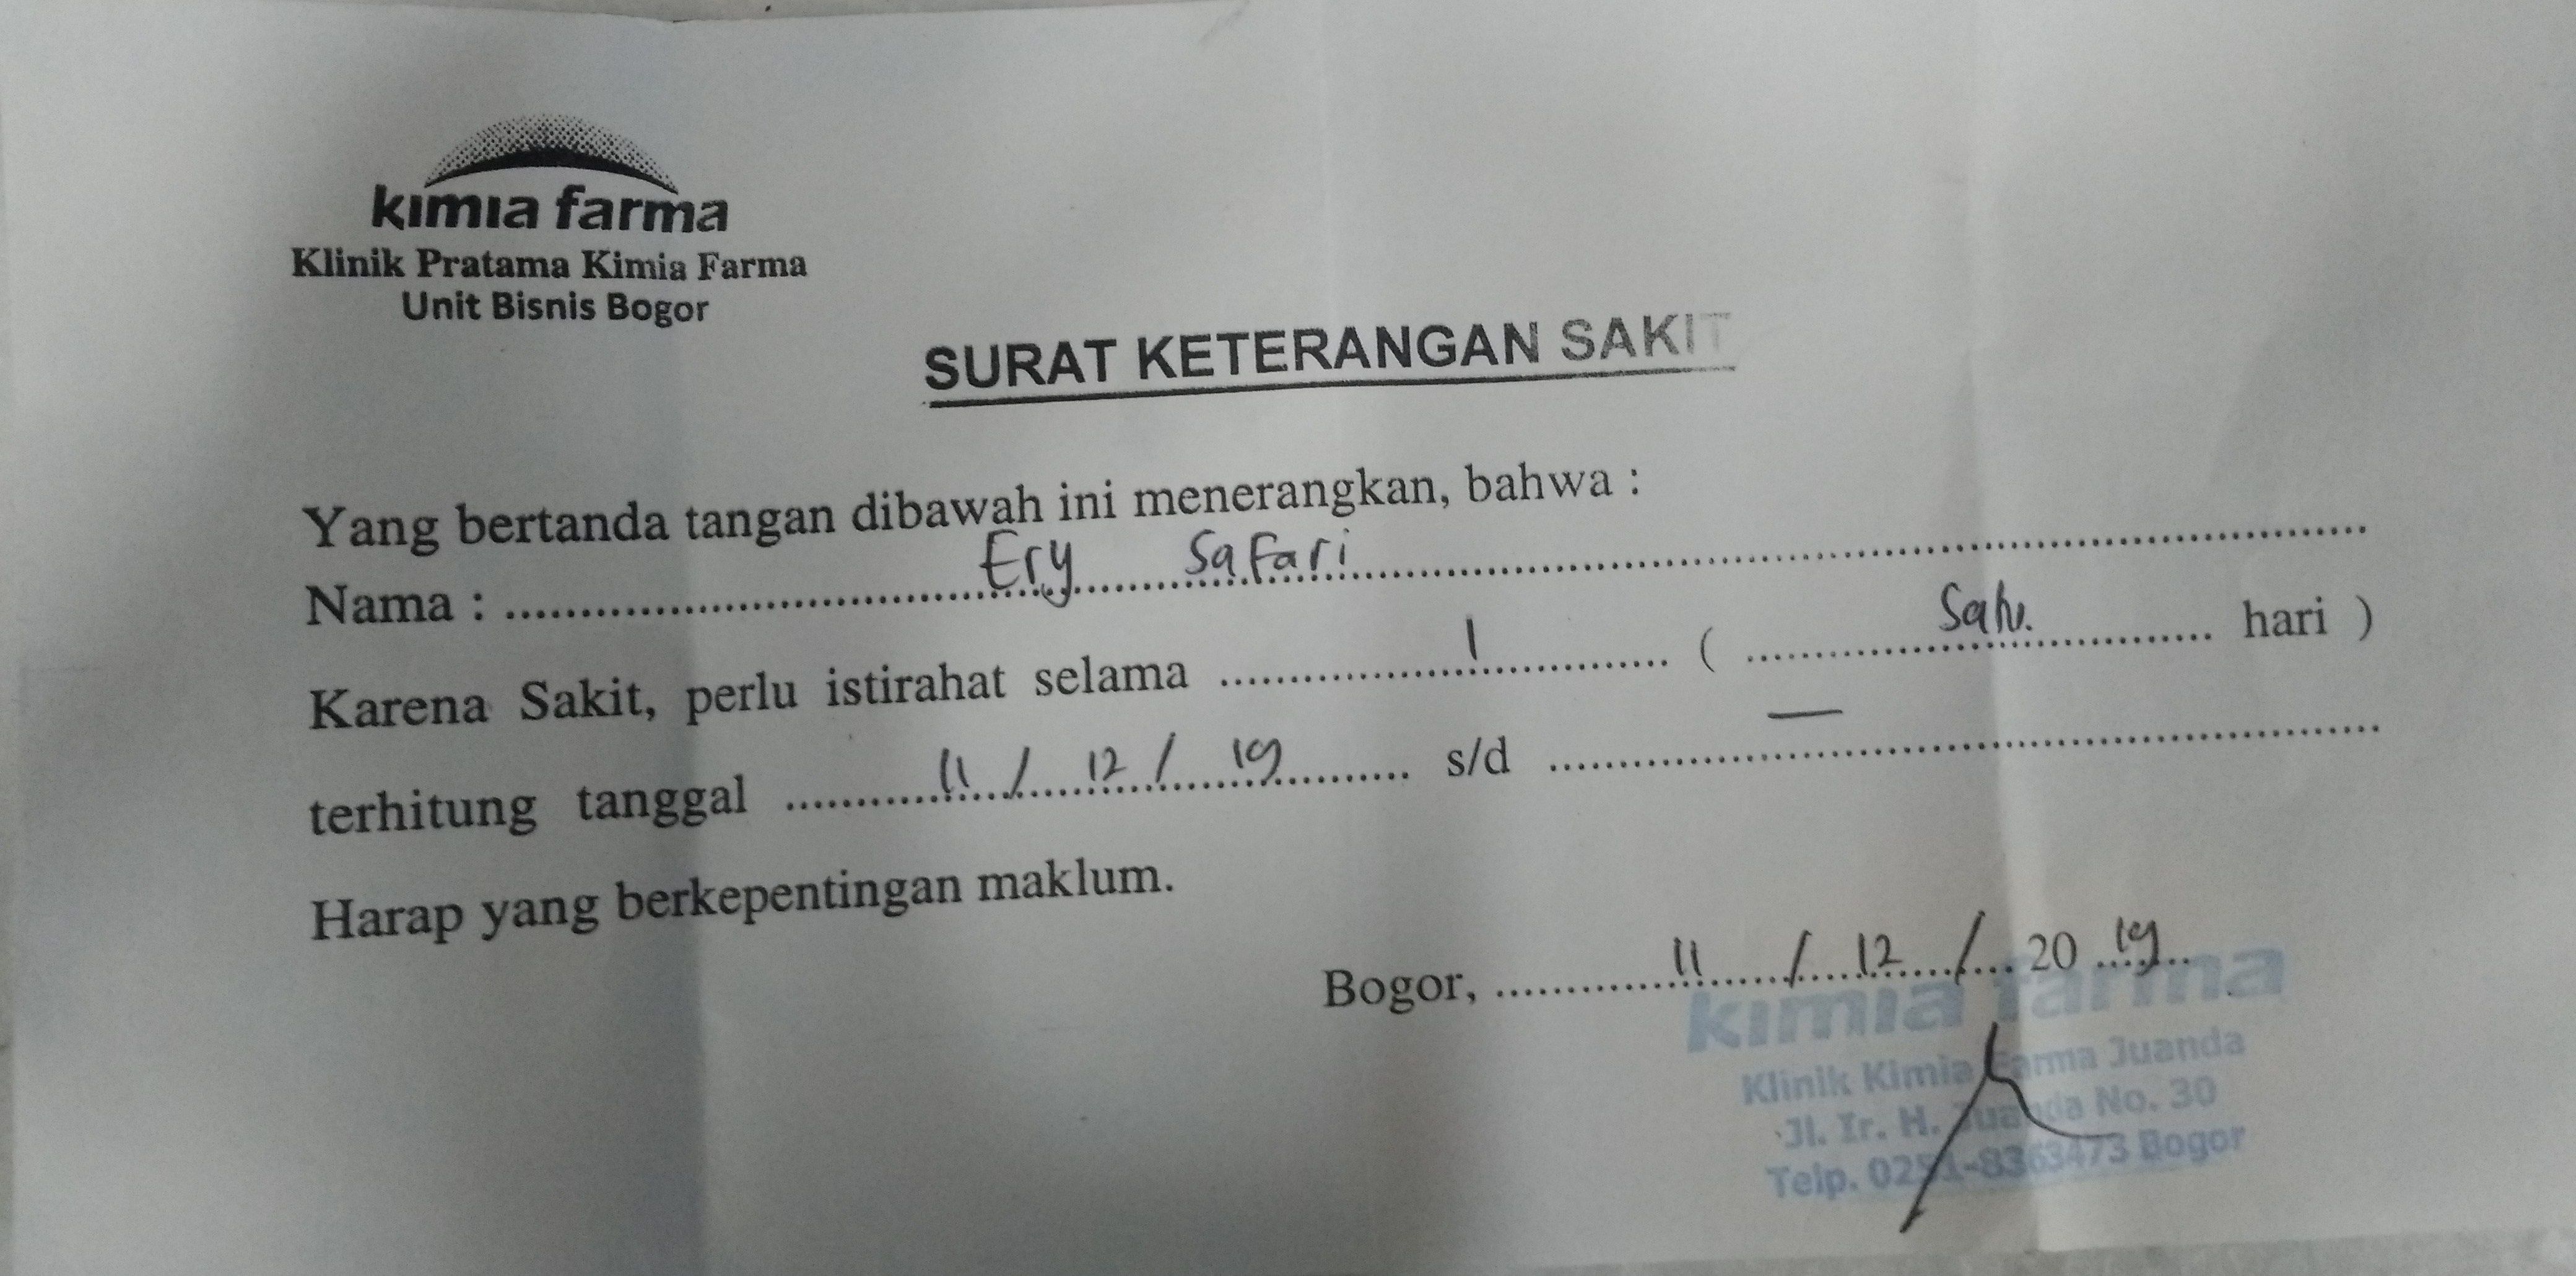 kimia farma
Klinik Pratama Kimia Farma
Unit Bisnis Bogor
SURAT KETERANGAN SAKIT
Yang bertanda tangan dibawah ini menerangkan, bahwa :
Nama : Ery Safari
Karena Sakit, perlu istirahat selama 1 ( Satu. hari )
terhitung tanggal 11 / 12 / 19 s/d —
Harap yang berkepentingan maklum.
Bogor, 11 / 12 / 20 19
kimia farma
Klinik Kimia Farma Juanda
Jl. Ir. H. Juanda No. 30
Telp. 0251-8363473 Bogor